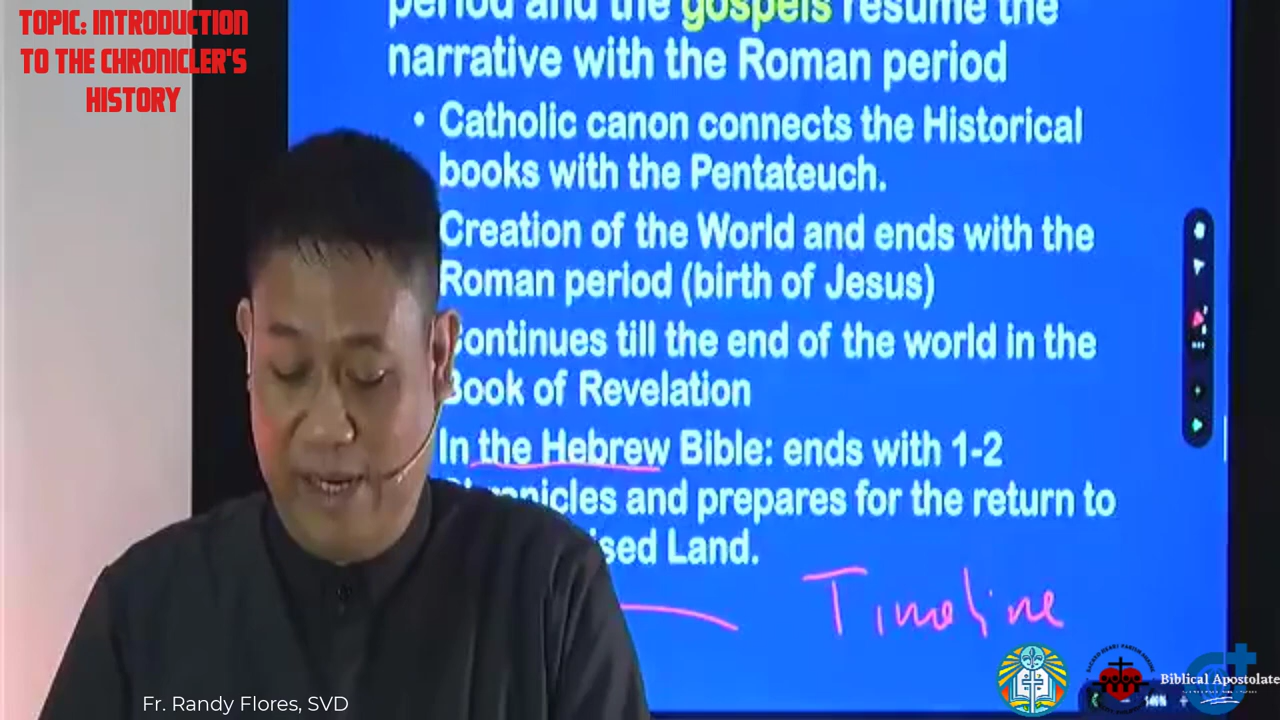 TOPIC: INTRODUCTION
TO THE CHRONICLER'S
HISTORY
period and the gospels resume the
narrative with the Roman period
• Catholic canon connects the Historical
books with the Pentateuch.
Creation of the World and ends with the
Roman period (birth of Jesus)
Continues till the end of the world in the
Book of Revelation
In the Hebrew Bible: ends with 1-2
Chronicles and prepares for the return to
ised Land.
Timeline
Fr. Randy Flores, SVD
Biblical Apostolate